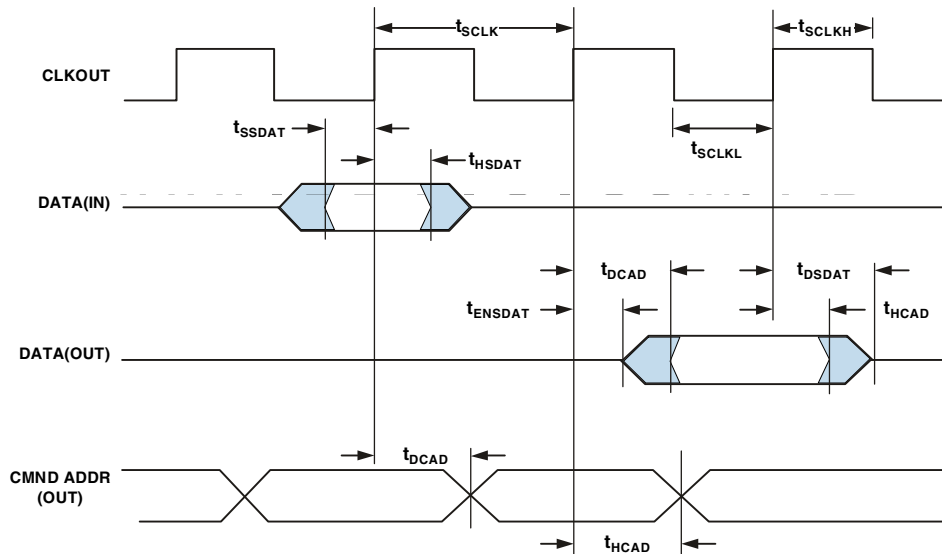 tSCLK
tSCLKH
CLKOUT
tSSDAT
tSCLKL
tHSDAT
DATA(IN)
tDCAD
tDSDAT
tENSDAT
tHCAD
DATA(OUT)
tDCAD
CMND ADDR
(OUT)
tHCAD